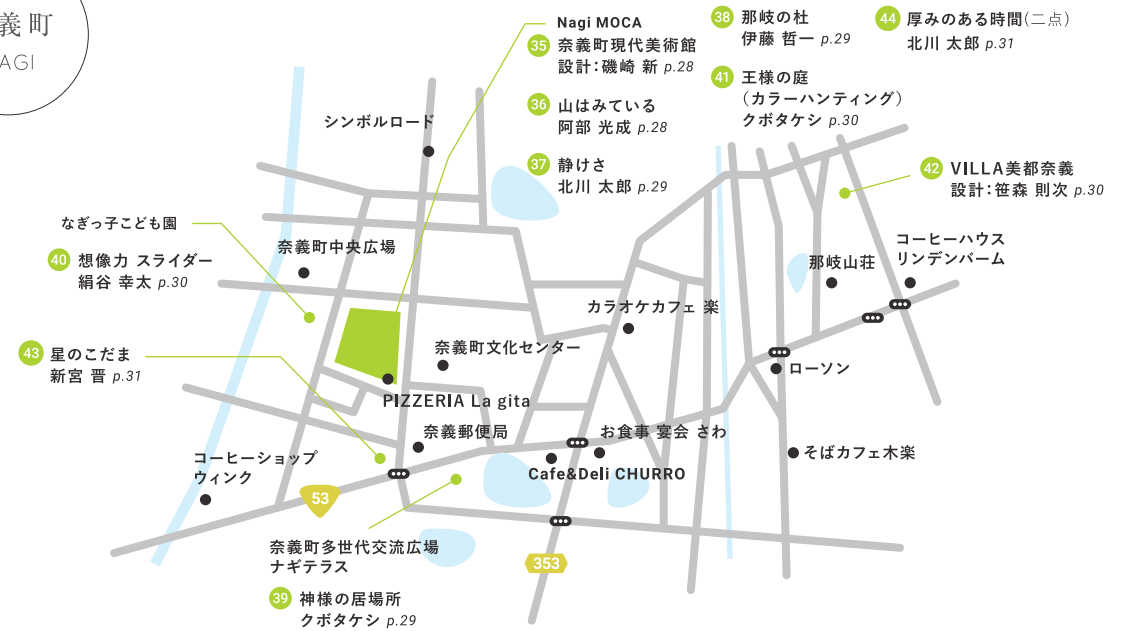 義町
AGI
Nagi MOCA
35 奈義町現代美術館
設計：磯崎 新 p.28
36 山はみている
阿部 光成 p.28
37 静けさ
北川 太郎 p.29
38 那岐の杜
伊藤 哲一 p.29
41 王様の庭
（カラーハンティング）
クボタケシ p.30
44 厚みのある時間（二点）
北川 太郎 p.31
42 VILLA美都奈義
設計：笹森 則次 p.30
シンボルロード
なぎっ子こども園
40 想像力 スライダー
絹谷 幸太 p.30
奈義町中央広場
コーヒーハウス
リンデンバーム
那岐山荘
カラオケカフェ 楽
43 星のこだま
新宮 晋 p.31
奈義町文化センター
ローソン
PIZZERIA La gita
奈義郵便局
お食事 宴会 さわ
コーヒーショップ
ウィンク
Cafe&Deli CHURRO
そばカフェ木楽
53
奈義町多世代交流広場
ナギテラス
353
39 神様の居場所
クボタケシ p.29